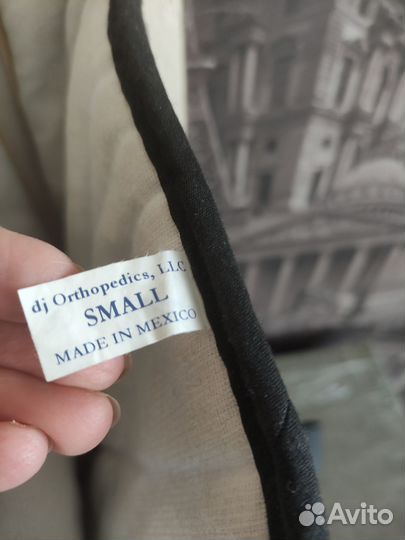 dj Orthopedics, LLC
SMALL
MADE IN MEXICO
Avito